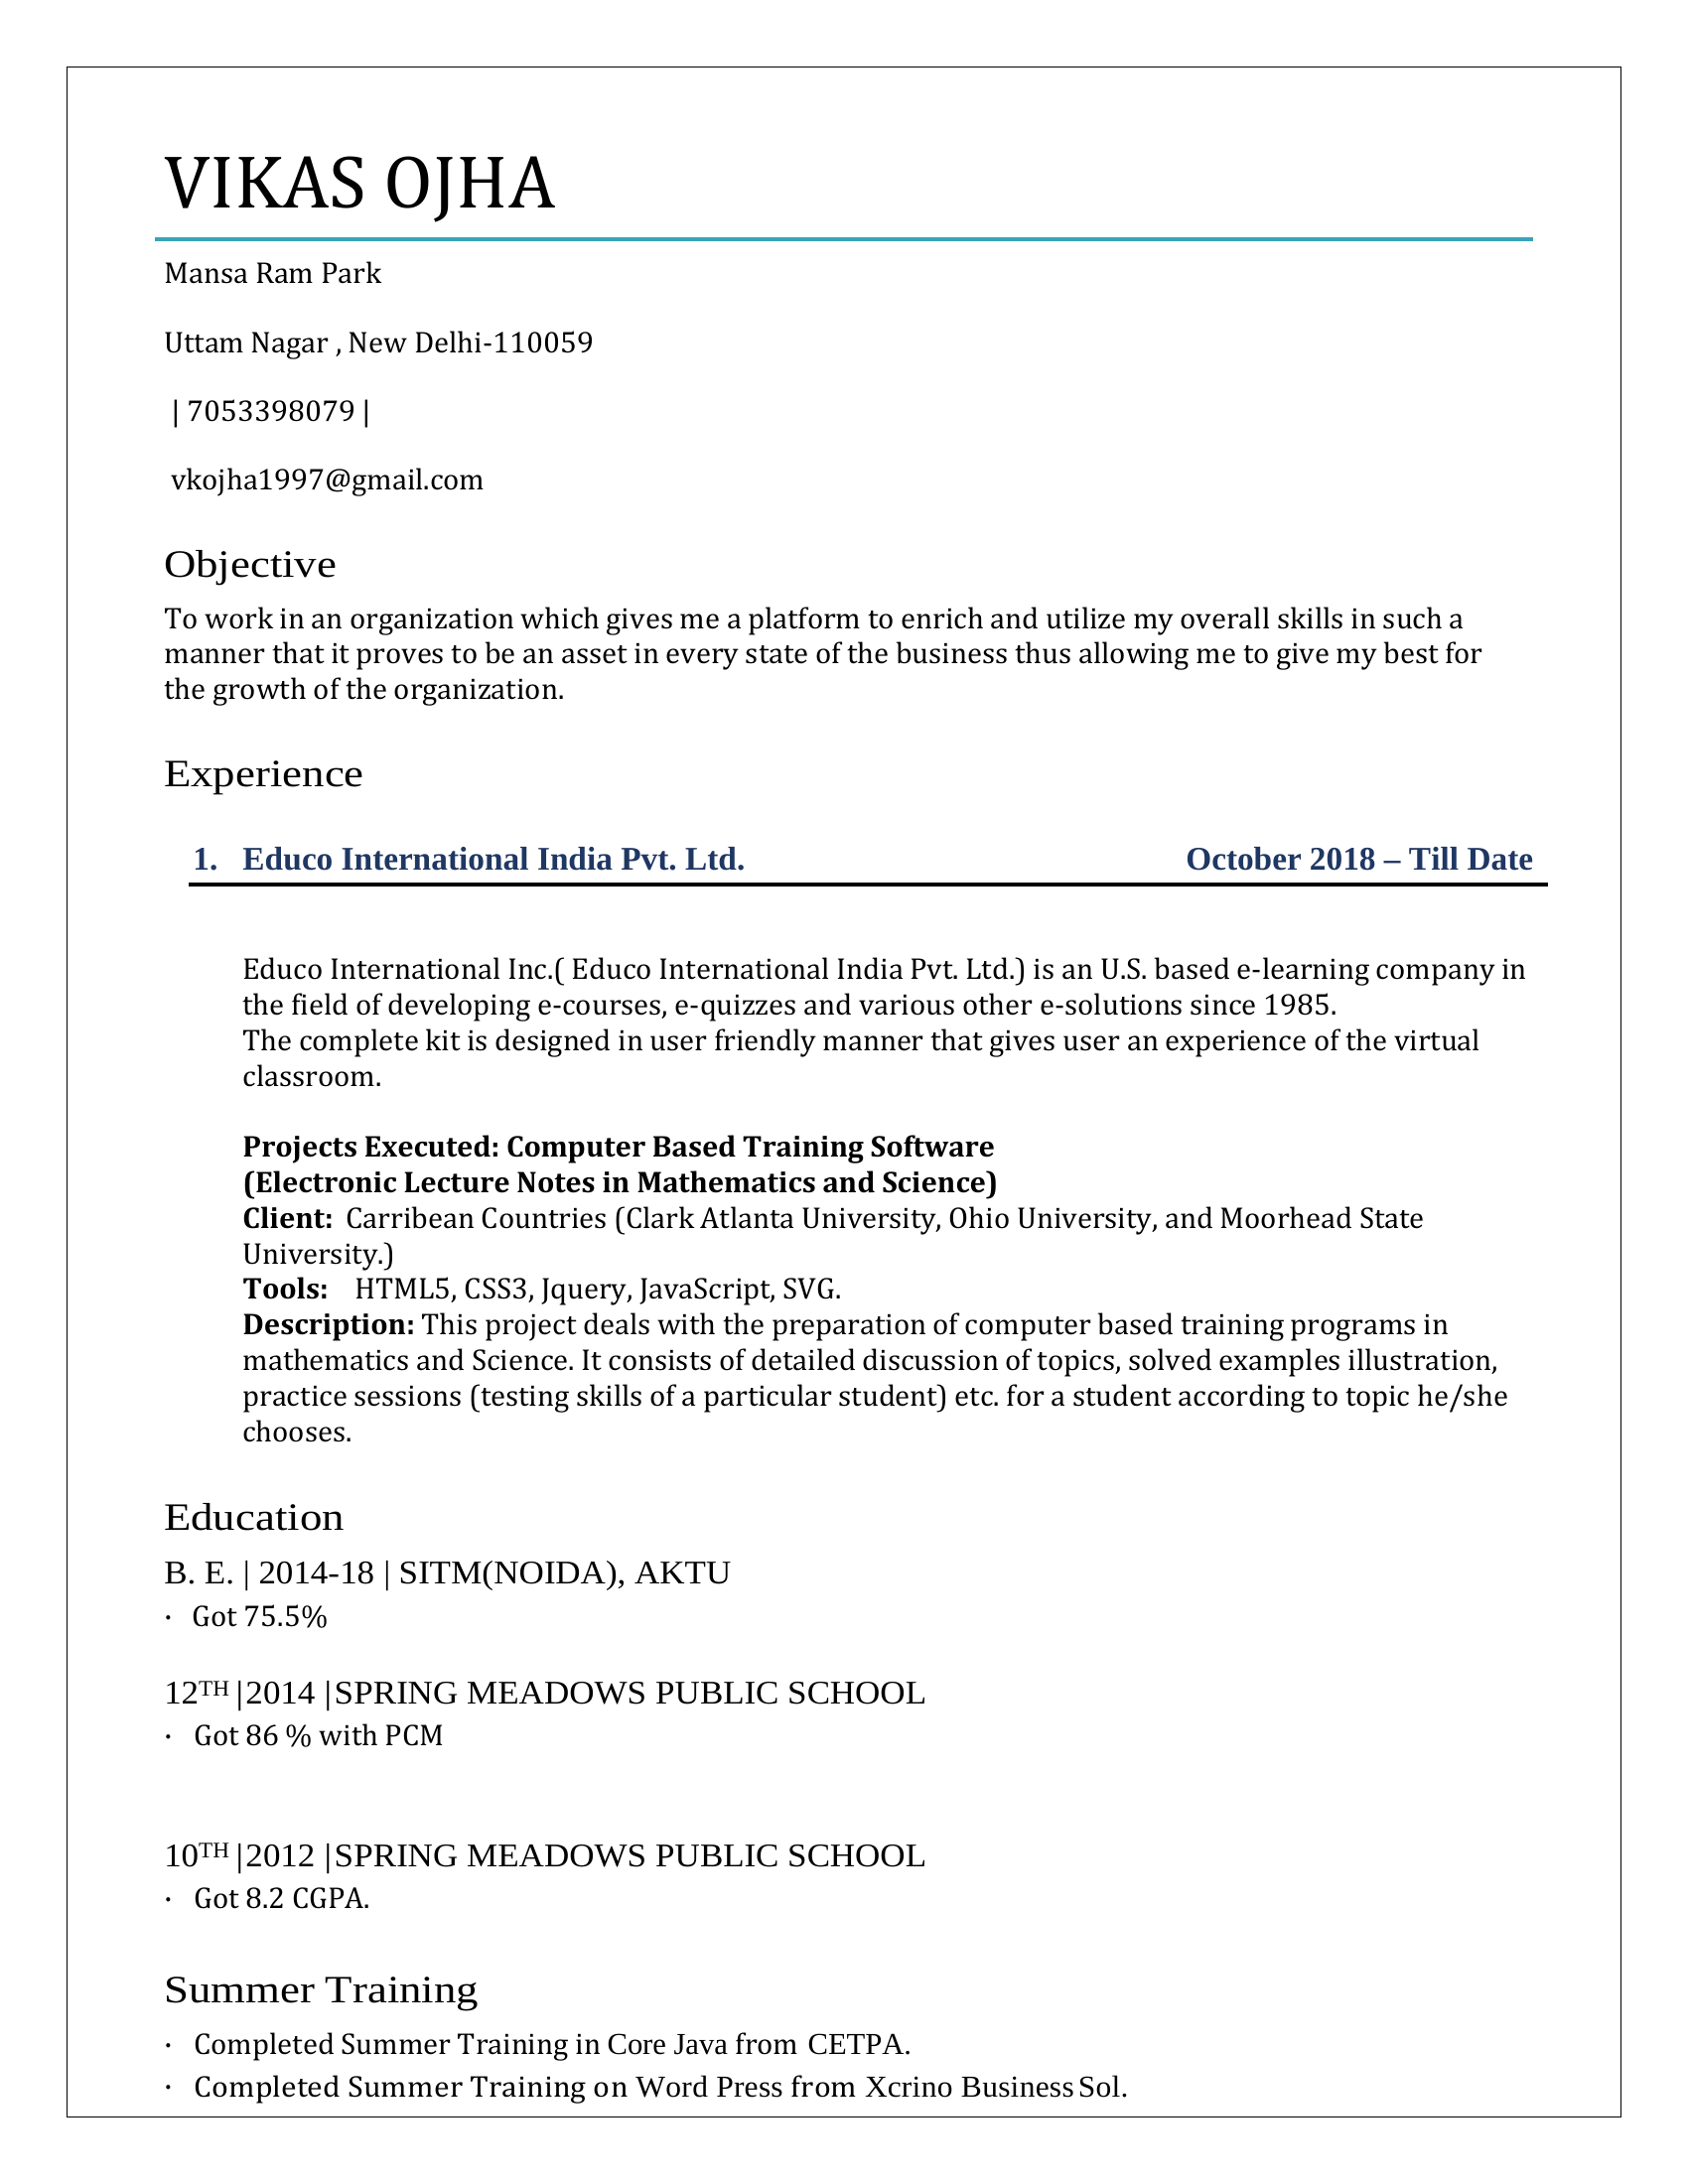 VIKAS OJHA
Mansa Ram Park
Uttam Nagar , New Delhi-110059
| 7053398079 |
vkojha1997@gmail.com
Objective
To work in an organization which gives me a platform to enrich and utilize my overall skills in such a
manner that it proves to be an asset in every state of the business thus allowing me to give my best for
the growth of the organization.
Experience
1. Educo International India Pvt. Ltd. October 2018 – Till Date
Educo International Inc.( Educo International India Pvt. Ltd.) is an U.S. based e-learning company in
the field of developing e-courses, e-quizzes and various other e-solutions since 1985.
The complete kit is designed in user friendly manner that gives user an experience of the virtual
classroom.
Projects Executed: Computer Based Training Software
(Electronic Lecture Notes in Mathematics and Science)
Client: Carribean Countries (Clark Atlanta University, Ohio University, and Moorhead State
University.)
Tools: HTML5, CSS3, Jquery, JavaScript, SVG.
Description: This project deals with the preparation of computer based training programs in
mathematics and Science. It consists of detailed discussion of topics, solved examples illustration,
practice sessions (testing skills of a particular student) etc. for a student according to topic he/she
chooses.
Education
B. E. | 2014-18 | SITM(NOIDA), AKTU
· Got 75.5%
12TH |2014 |SPRING MEADOWS PUBLIC SCHOOL
· Got 86 % with PCM
10TH |2012 |SPRING MEADOWS PUBLIC SCHOOL
· Got 8.2 CGPA.
Summer Training
· Completed Summer Training in Core Java from CETPA.
· Completed Summer Training on Word Press from Xcrino Business Sol.